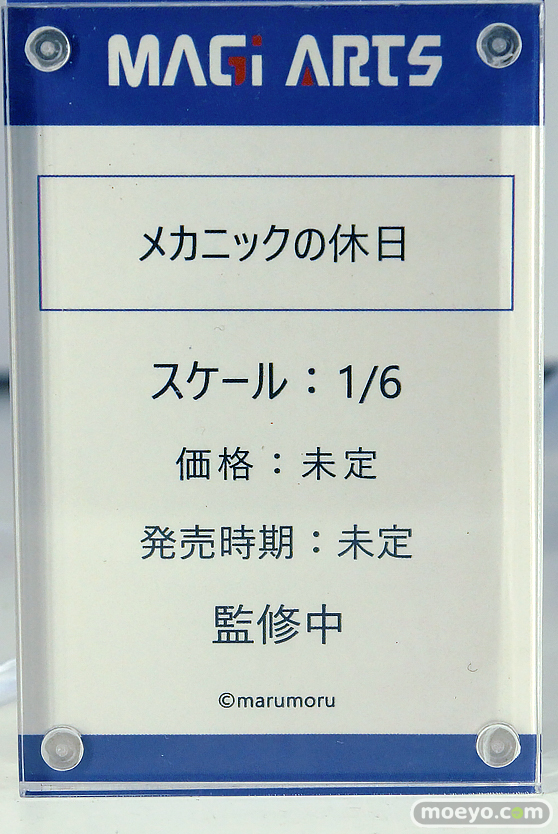 MAGi ARTS
メカニックの休日
スケール：1/6
価格：未定
発売時期：未定
監修中
©marumoru
moeyo.com